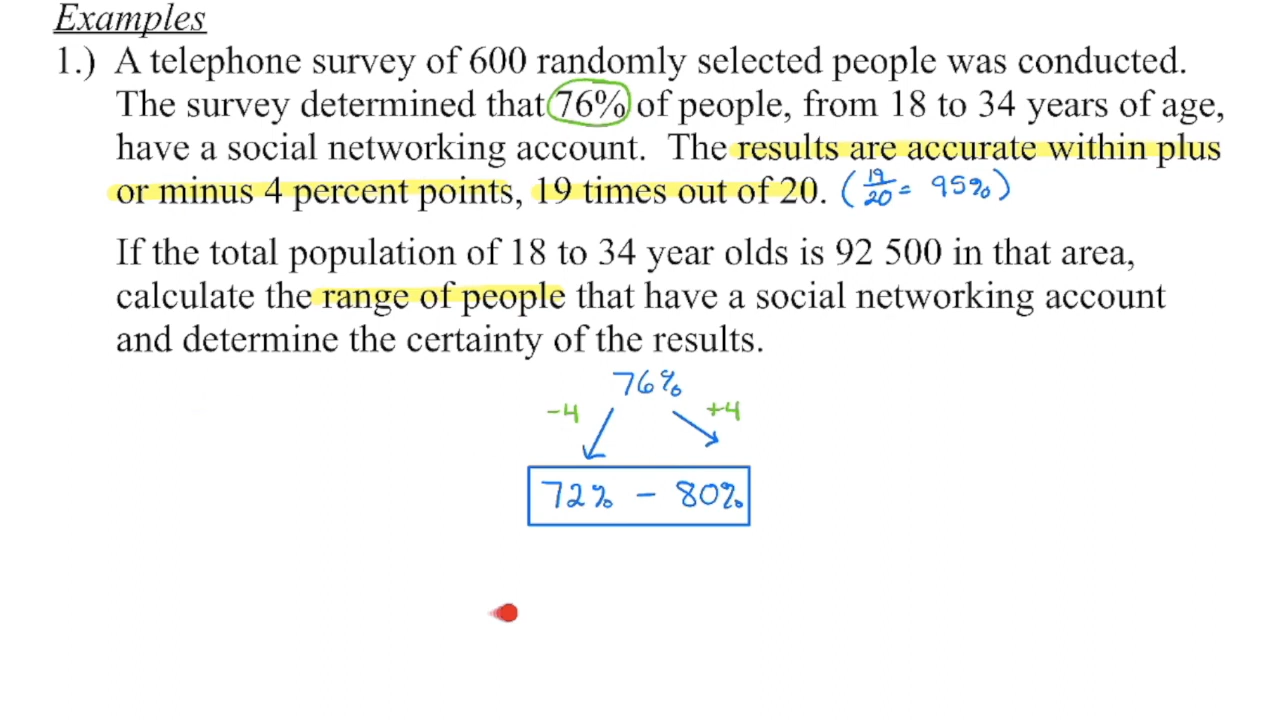 Examples
1.) A telephone survey of 600 randomly selected people was conducted.
The survey determined that 76% of people, from 18 to 34 years of age,
have a social networking account. The results are accurate within plus
or minus 4 percent points, 19 times out of 20. (19/20 = 95%)
If the total population of 18 to 34 year olds is 92 500 in that area,
calculate the range of people that have a social networking account
and determine the certainty of the results.
76%
-4 +4
72% - 80%